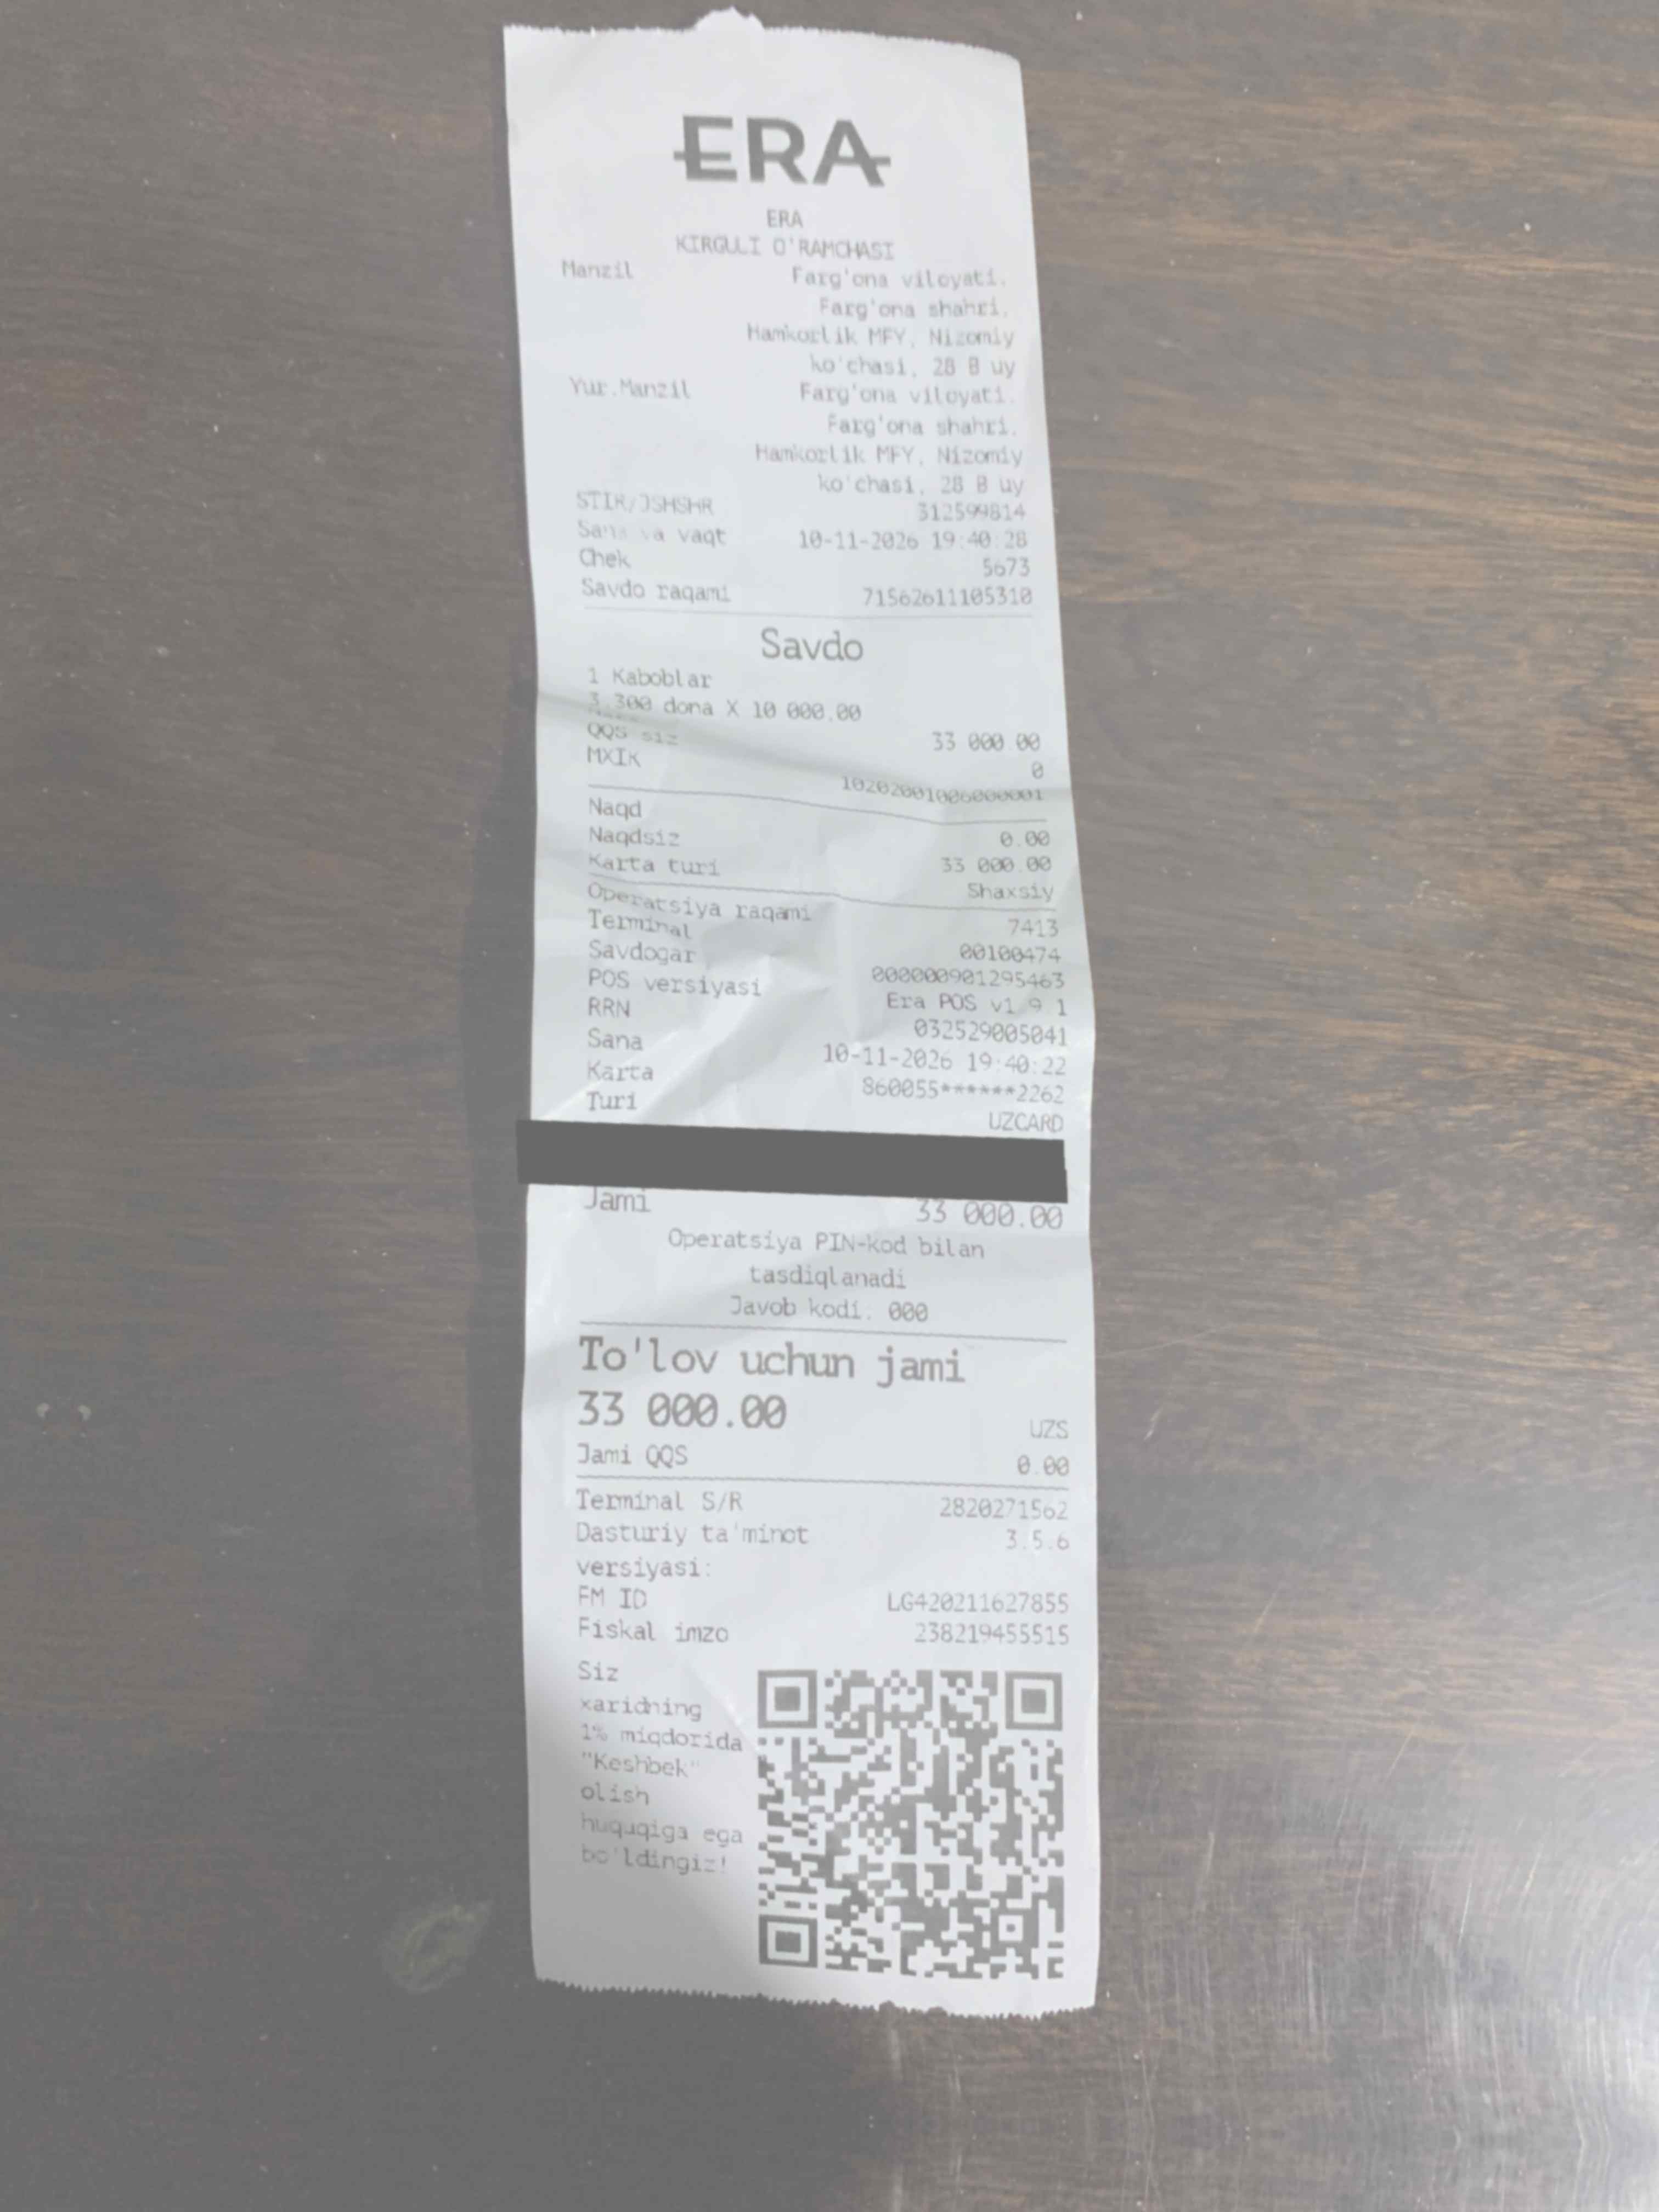 ERA
ERA
KIRGULI O'RAMCHASI
Manzil Farg'ona viloyati.
Farg'ona shahri.
Hamkorlik MFY, Nizomiy
ko'chasi, 28 B uy
Yur.Manzil Farg'ona viloyati.
Farg'ona shahri.
Hamkorlik MFY, Nizomiy
ko'chasi, 28 B uy
STIR/JSHSHR 312599814
Sana va vaqt 10-11-2026 19:40:28
Chek 5673
Savdo raqami 71562611105310
Savdo
1 Kaboblar
3.300 dona X 10 000.00
33 000.00
QQS siz 0
MXIK 10202001006000001
Naqd 0.00
Naqdsiz 33 000.00
Karta turi Shaxsiy
Operatsiya raqami 7413
Terminal 00100474
Savdogar 000000901295463
POS versiyasi Era POS v1.9.1
RRN 032529005041
Sana 10-11-2026 19:40:22
Karta 860055******2262
Turi UZCARD
Jami 33 000.00
Operatsiya PIN-kod bilan
tasdiqlanadi
Javob kodi: 000
To'lov uchun jami
33 000.00 UZS
Jami QQS 0.00
Terminal S/R 2820271562
Dasturiy ta'minot 3.5.6
versiyasi:
FM ID LG420211627855
Fiskal imzo 238219455515
Siz
xaridning
1% miqdorida
"Keshbek"
olish
huquqiga ega
bo'ldingiz!